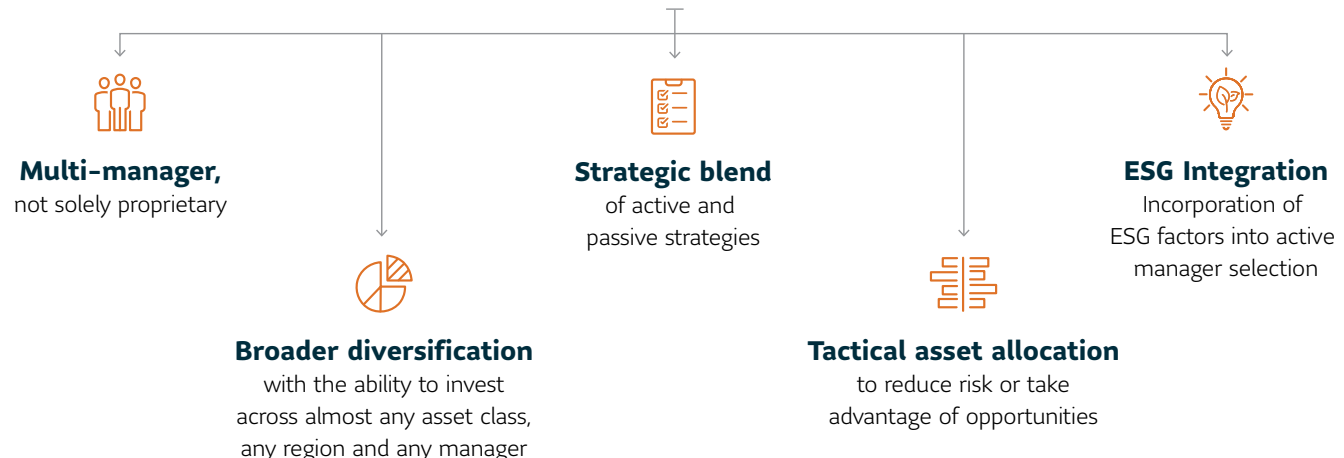 Multi-manager,
not solely proprietary
Broader diversification
with the ability to invest
across almost any asset class,
any region and any manager
Strategic blend
of active and
passive strategies
Tactical asset allocation
to reduce risk or take
advantage of opportunities
ESG Integration
Incorporation of
ESG factors into active
manager selection